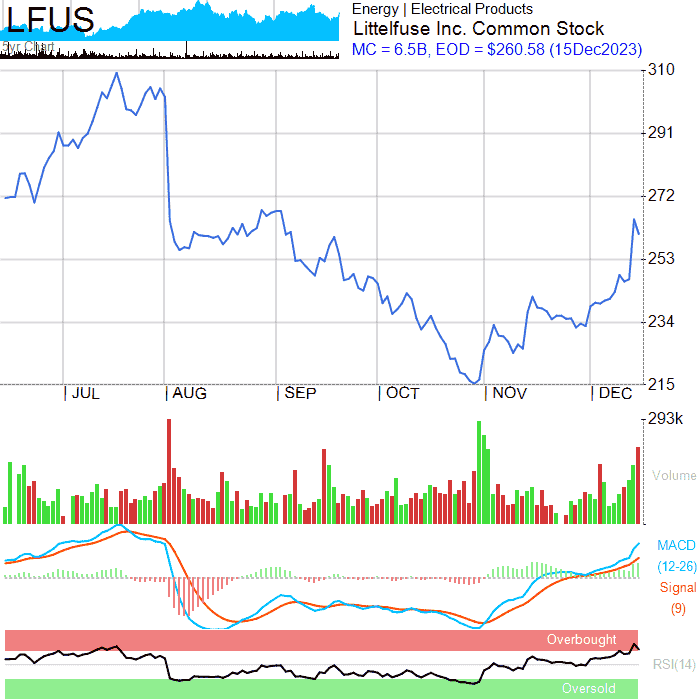 LFUS
5yr Chart
Energy | Electrical Products
Littelfuse Inc. Common Stock
MC = 6.5B, EOD = $260.58 (15Dec2023)
310
291
272
253
234
215
JUL AUG SEP OCT NOV DEC
293k
Volume
MACD
(12-26)
Signal
(9)
Overbought
RSI(14)
Oversold